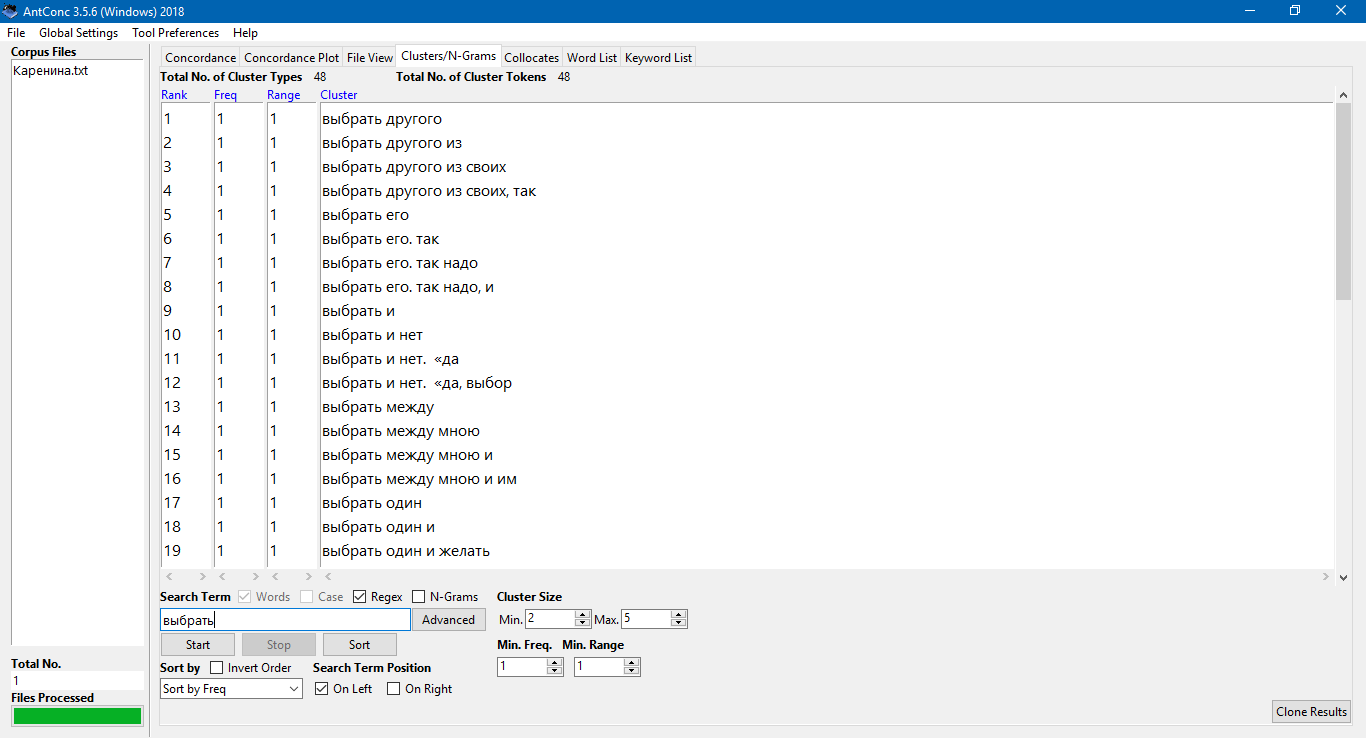 AntConc 3.5.6 (Windows) 2018
File Global Settings Tool Preferences Help
Corpus Files
Каренина.txt
Total No.
1
Files Processed
Concordance Concordance Plot File View Clusters/N-Grams Collocates Word List Keyword List
Total No. of Cluster Types 48 Total No. of Cluster Tokens 48
Rank Freq Range Cluster
1 1 1 выбрать другого
2 1 1 выбрать другого из
3 1 1 выбрать другого из своих
4 1 1 выбрать другого из своих, так
5 1 1 выбрать его
6 1 1 выбрать его. так
7 1 1 выбрать его. так надо
8 1 1 выбрать его. так надо, и
9 1 1 выбрать и
10 1 1 выбрать и нет
11 1 1 выбрать и нет.  «да
12 1 1 выбрать и нет.  «да, выбор
13 1 1 выбрать между
14 1 1 выбрать между мною
15 1 1 выбрать между мною и
16 1 1 выбрать между мною и им
17 1 1 выбрать один
18 1 1 выбрать один и
19 1 1 выбрать один и желать
Search Term Words Case Regex N-Grams Cluster Size
выбрать Advanced Min. 2 Max. 5
Start Stop Sort Min. Freq. Min. Range
1 1
Sort by Invert Order Search Term Position
Sort by Freq On Left On Right
Clone Results